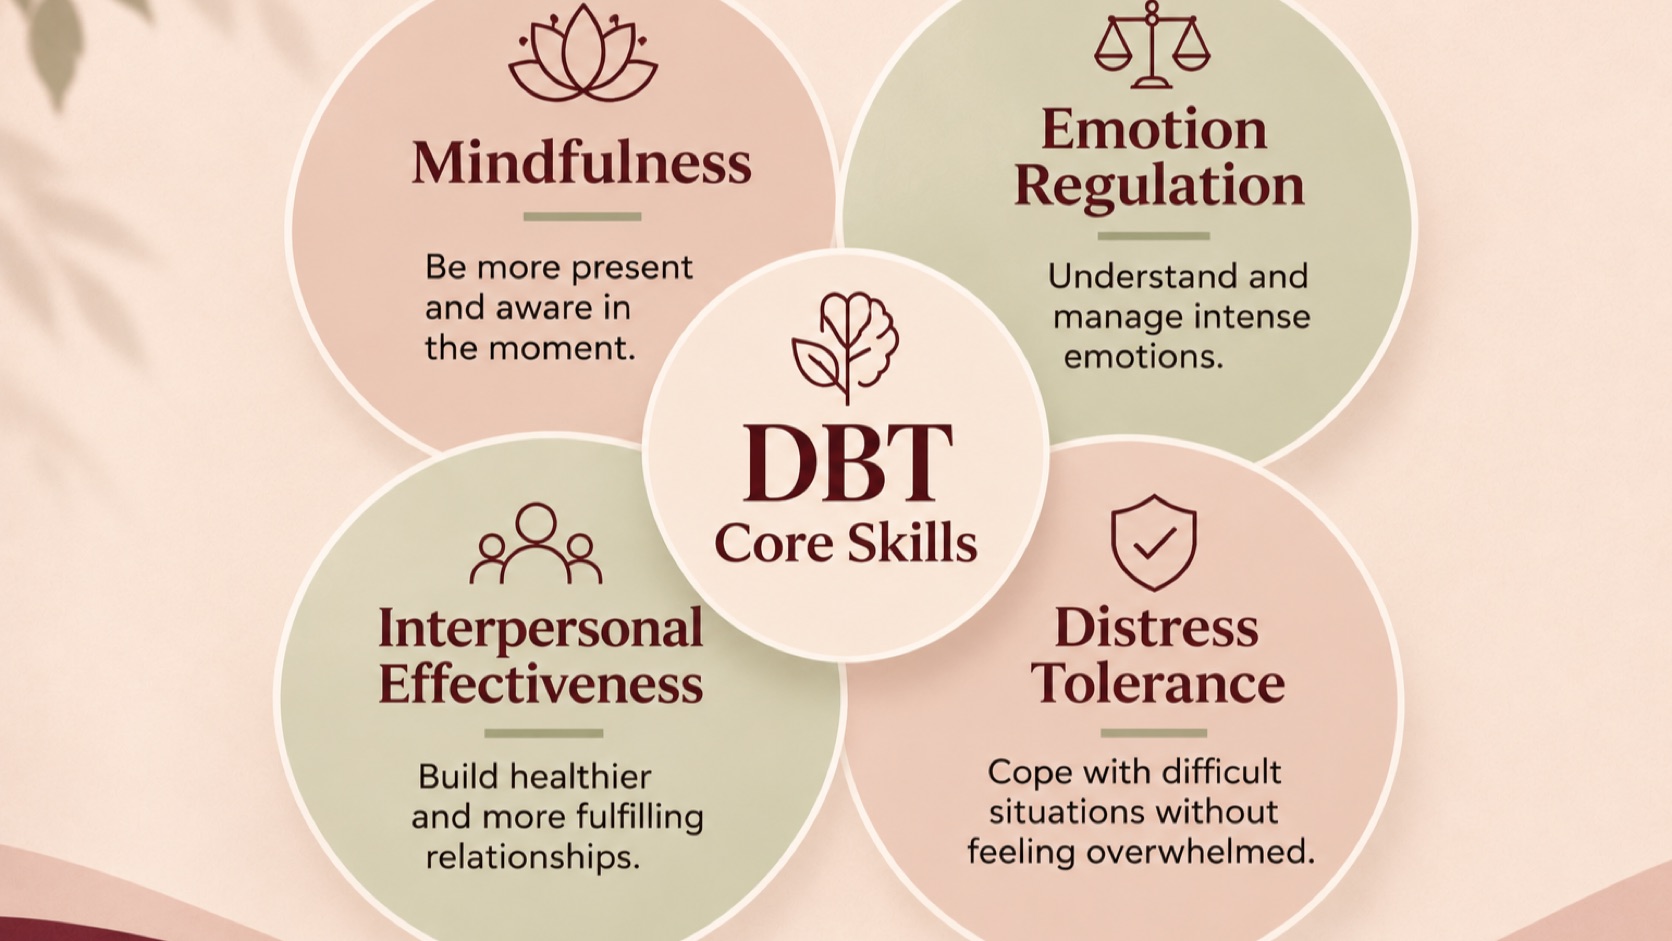 Mindfulness
Be more present
and aware in
the moment.
Emotion
Regulation
Understand and
manage intense
emotions.
DBT
Core Skills
Interpersonal
Effectiveness
Build healthier
and more fulfilling
relationships.
Distress
Tolerance
Cope with difficult
situations without
feeling overwhelmed.